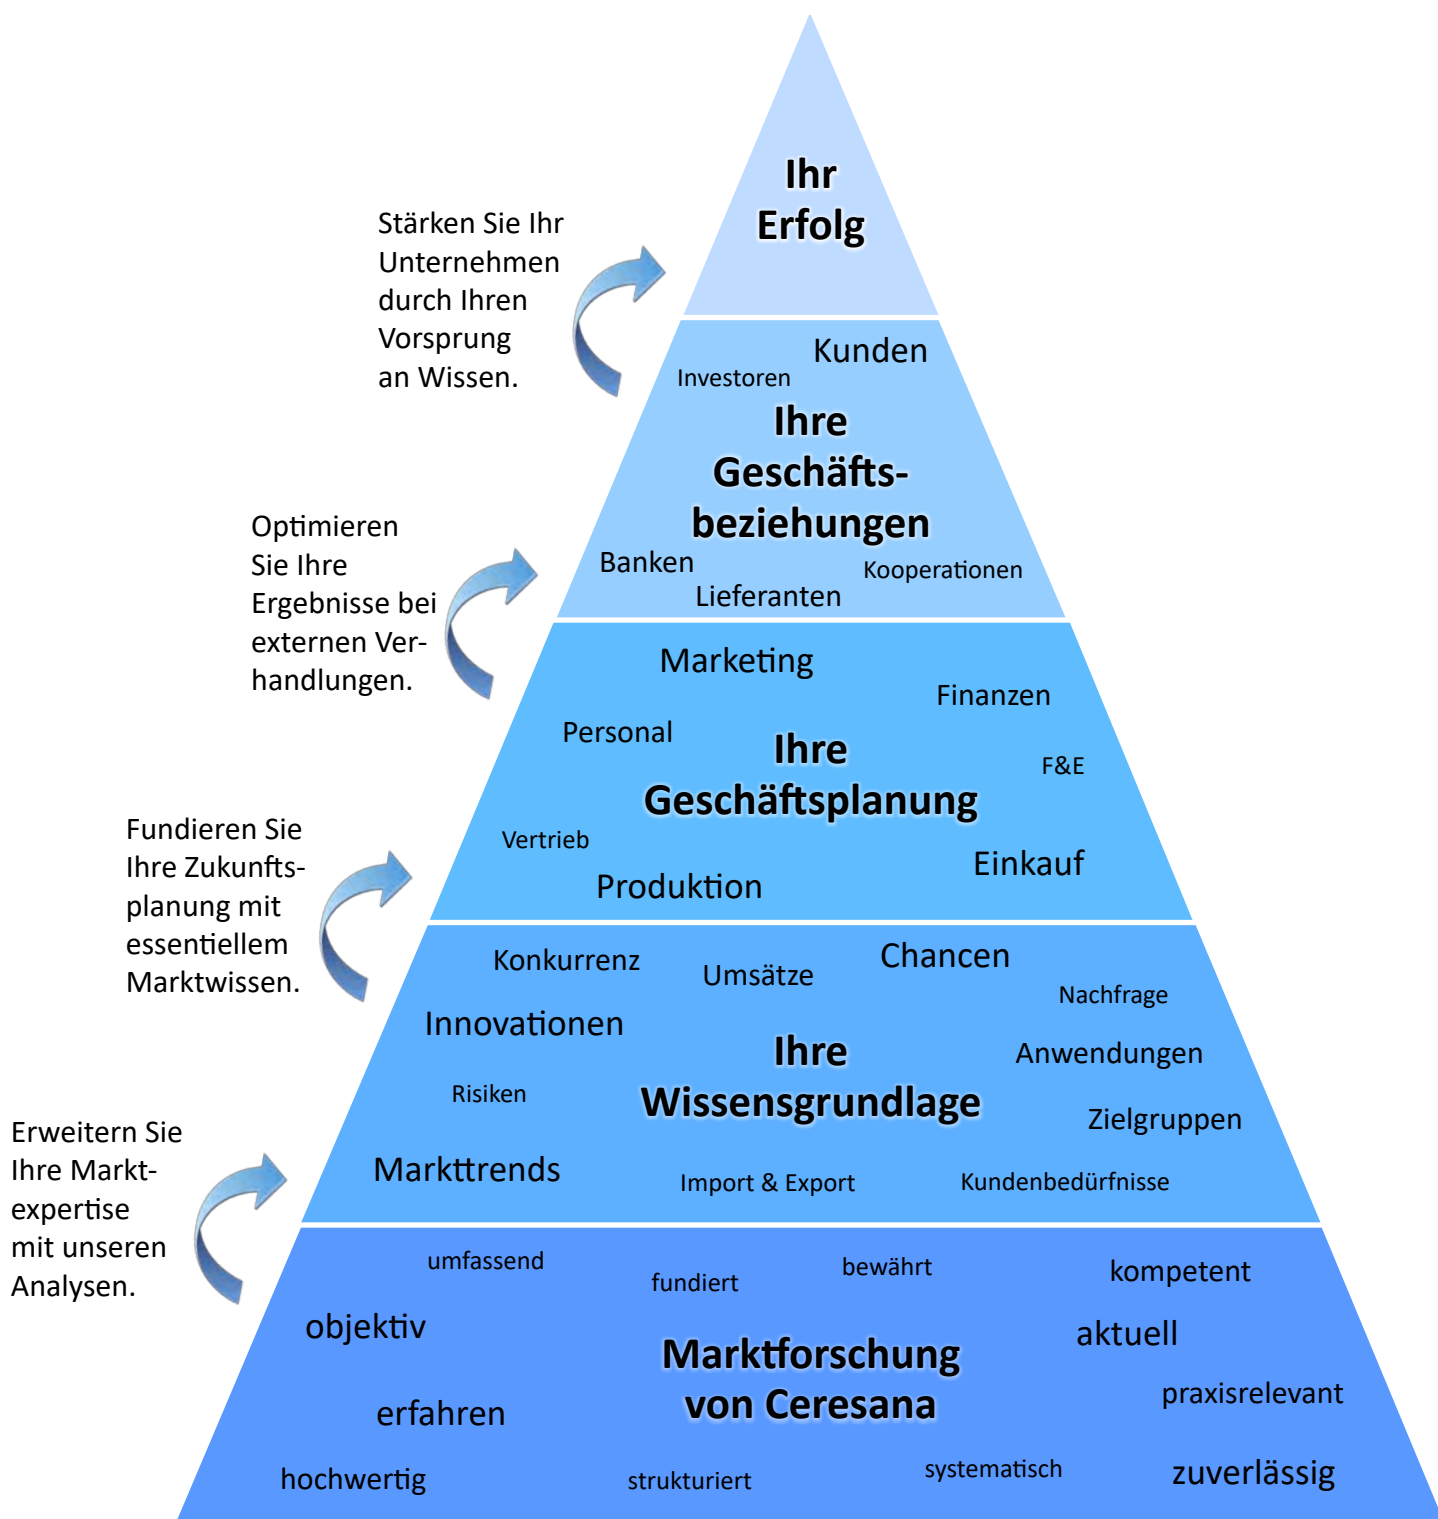 Ihr
Erfolg
Stärken Sie Ihr
Unternehmen
durch Ihren
Vorsprung
an Wissen.
Kunden
Investoren
Ihre
Geschäfts-
beziehungen
Banken
Kooperationen
Lieferanten
Optimieren
Sie Ihre
Ergebnisse bei
externen Ver-
handlungen.
Marketing
Finanzen
Personal
Ihre
Geschäftsplanung
F&E
Vertrieb
Einkauf
Produktion
Fundieren Sie
Ihre Zukunfts-
planung mit
essentiellem
Marktwissen.
Konkurrenz
Umsätze
Chancen
Nachfrage
Innovationen
Ihre
Wissensgrundlage
Anwendungen
Risiken
Zielgruppen
Markttrends
Import & Export
Kundenbedürfnisse
Erweitern Sie
Ihre Markt-
expertise
mit unseren
Analysen.
umfassend
fundiert
bewährt
kompetent
objektiv
aktuell
Marktforschung
von Ceresana
praxisrelevant
erfahren
hochwertig
strukturiert
systematisch
zuverlässig